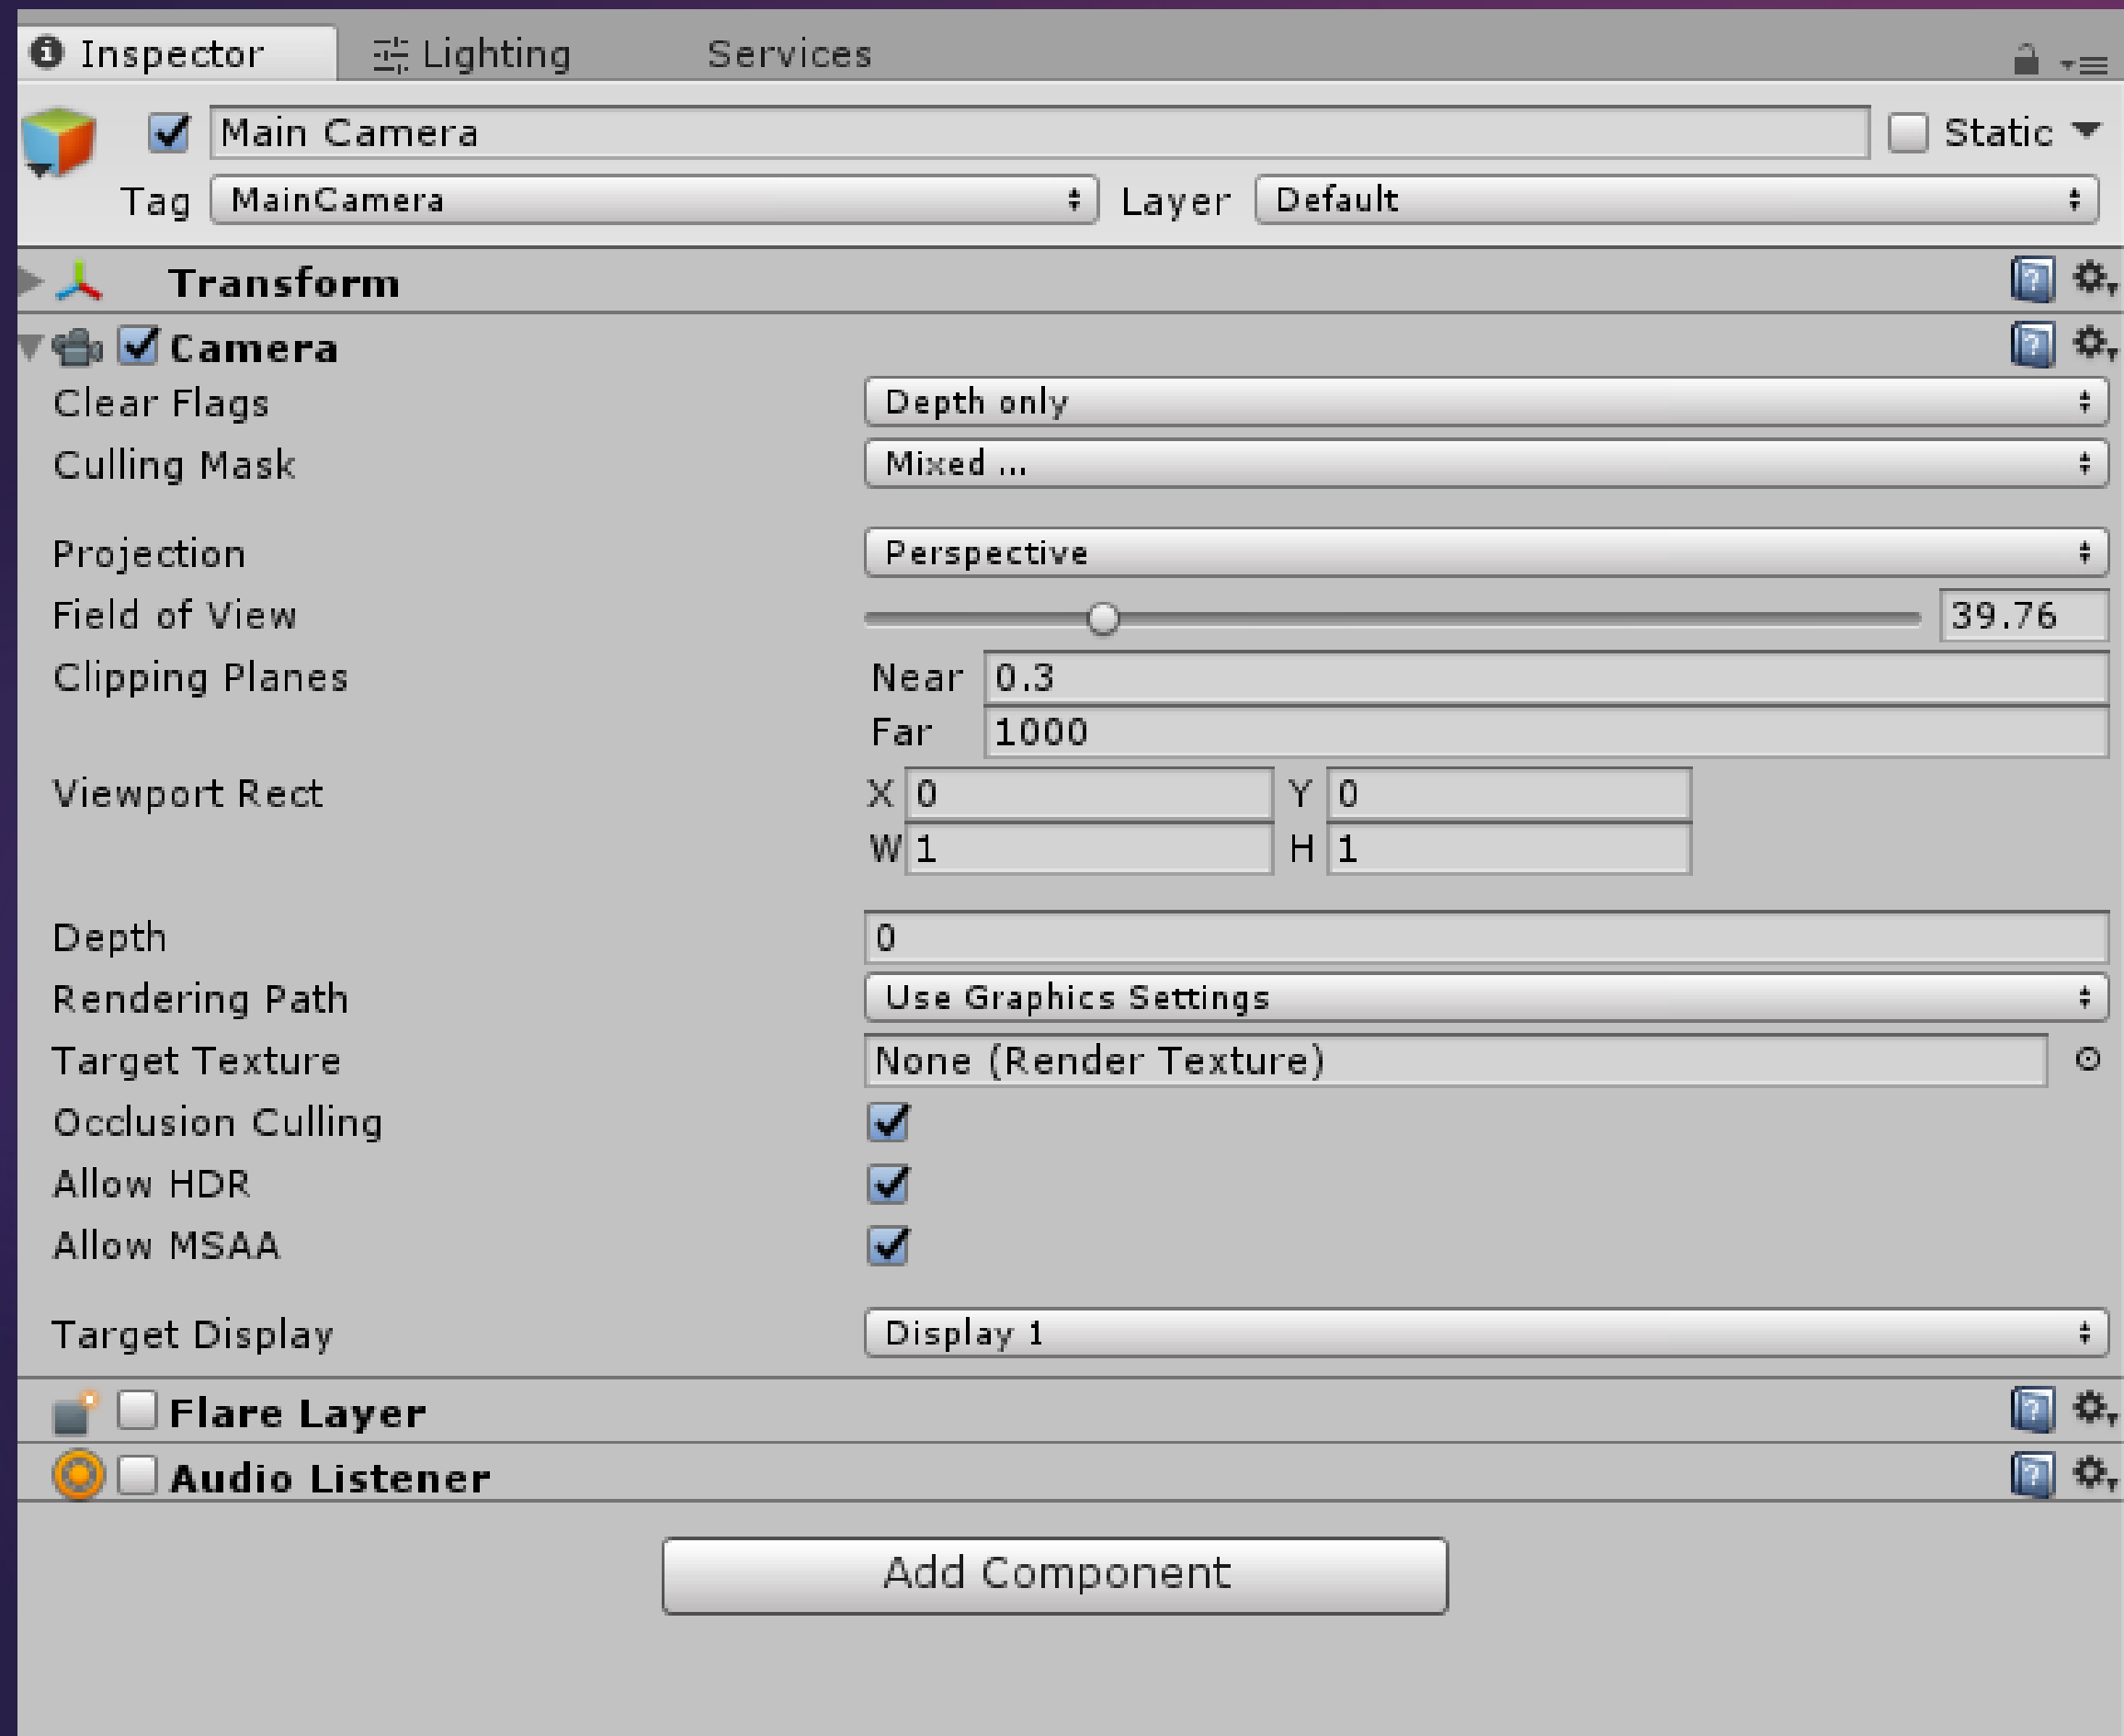 Inspector Lighting Services
Main Camera Static
Tag MainCamera Layer Default
Transform
Camera
Clear Flags Depth only
Culling Mask Mixed ...
Projection Perspective
Field of View 39.76
Clipping Planes Near 0.3
Far 1000
Viewport Rect X 0 Y 0
W 1 H 1
Depth 0
Rendering Path Use Graphics Settings
Target Texture None (Render Texture)
Occlusion Culling
Allow HDR
Allow MSAA
Target Display Display 1
Flare Layer
Audio Listener
Add Component